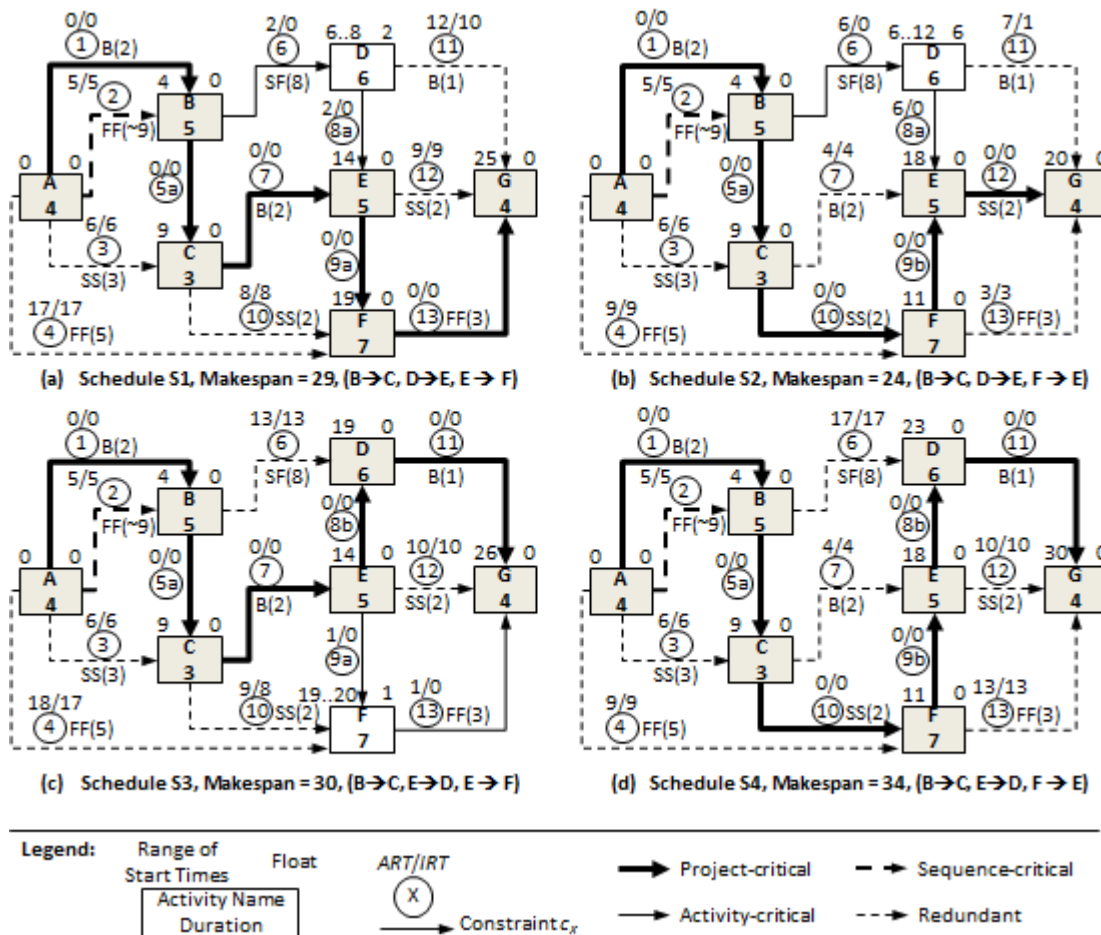 0/0
1
B(2)
2/0
6
SF(8)
6..8 2
D
6
12/10
11
B(1)
5/5
2
FF(~9)
4 0
B
5
2/0
8a
0 0
A
4
0/0
5a
0/0
7
B(2)
14 0
E
5
9/9
12
SS(2)
25 0
G
4
6/6
3
SS(3)
9 0
C
3
0/0
9a
17/17
4
FF(5)
8/8
10
SS(2)
19 0
F
7
0/0
13
FF(3)
(a) Schedule S1, Makespan = 29, (B→C, D→E, E → F)
0/0
1
B(2)
6/0
6
SF(8)
6..12 6
D
6
7/1
11
B(1)
5/5
2
FF(~9)
4 0
B
5
6/0
8a
0 0
A
4
0/0
5a
4/4
7
B(2)
18 0
E
5
0/0
12
SS(2)
20 0
G
4
6/6
3
SS(3)
9 0
C
3
0/0
9b
9/9
4
FF(5)
0/0
10
SS(2)
11 0
F
7
3/3
13
FF(3)
(b) Schedule S2, Makespan = 24, (B→C, D→E, F → E)
0/0
1
B(2)
13/13
6
SF(8)
19 0
D
6
0/0
11
B(1)
5/5
2
FF(~9)
4 0
B
5
0/0
8b
0 0
A
4
0/0
5a
0/0
7
B(2)
14 0
E
5
10/10
12
SS(2)
26 0
G
4
6/6
3
SS(3)
9 0
C
3
1/0
9a
18/17
4
FF(5)
9/8
10
SS(2)
19..20 1
F
7
1/0
13
FF(3)
(c) Schedule S3, Makespan = 30, (B→C, E→D, E → F)
0/0
1
B(2)
17/17
6
SF(8)
23 0
D
6
0/0
11
B(1)
5/5
2
FF(~9)
4 0
B
5
0/0
8b
0 0
A
4
0/0
5a
4/4
7
B(2)
18 0
E
5
10/10
12
SS(2)
30 0
G
4
6/6
3
SS(3)
9 0
C
3
0/0
9b
9/9
4
FF(5)
0/0
10
SS(2)
11 0
F
7
13/13
13
FF(3)
(d) Schedule S4, Makespan = 34, (B→C, E→D, F → E)
Legend:
Range of
Start Times
Float
Activity Name
Duration
ART/IRT
X
Constraint cx
Project-critical
Sequence-critical
Activity-critical
Redundant